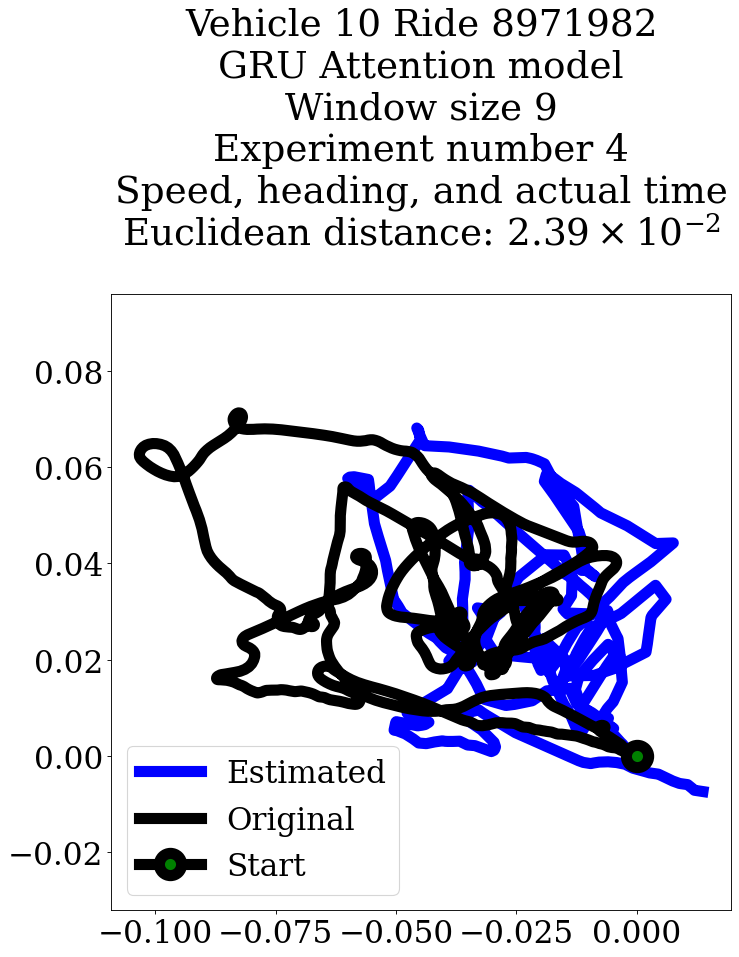 Vehicle 10 Ride 8971982
GRU Attention model
Window size 9
Experiment number 4
Speed, heading, and actual time
Euclidean distance: 2.39 × 10⁻²
0.08
0.06
0.04
0.02
0.00
−0.02
Estimated
Original
Start
−0.100 −0.075 −0.050 −0.025 0.000